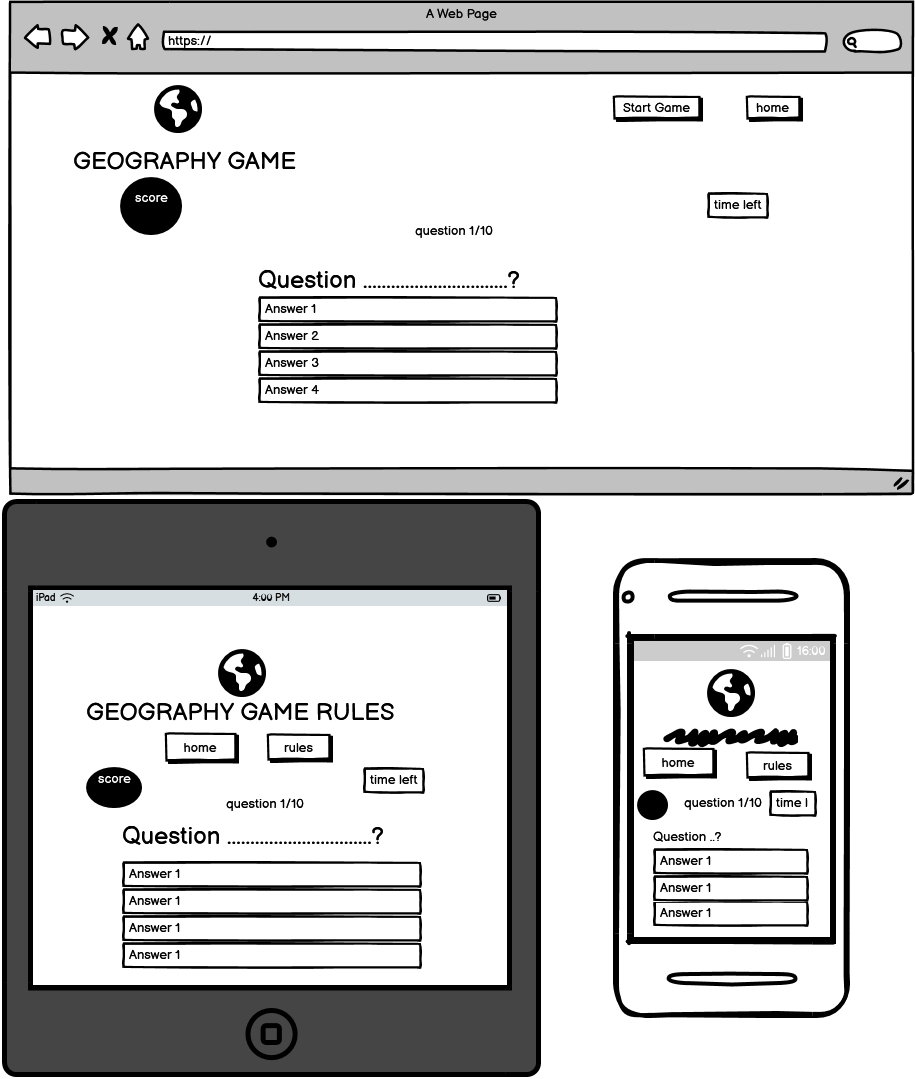 A Web Page
https://
Start Game
home
GEOGRAPHY GAME
score
time left
question 1/10
Question ...............................?
Answer 1
Answer 2
Answer 3
Answer 4
iPad
4:00 PM
GEOGRAPHY GAME RULES
home
rules
score
time left
question 1/10
Question ...............................?
Answer 1
Answer 1
Answer 1
Answer 1
16:00
home
rules
question 1/10
time l
Question ..?
Answer 1
Answer 1
Answer 1